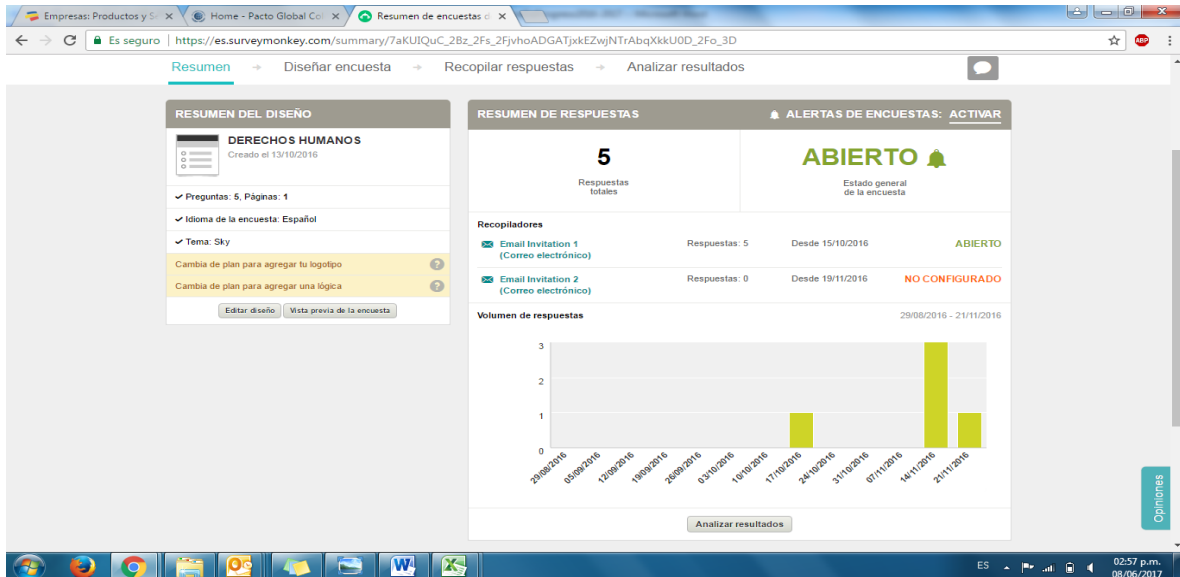 Empresas: Productos y Se
Home - Pacto Global Col
Resumen de encuestas d
Es seguro
https://es.surveymonkey.com/summary/7aKUIQuC_2Bz_2Fs_2FjvhoADGATjxkEZwjNTrAbqXkkU0D_2Fo_3D
ABP
Resumen → Diseñar encuesta → Recopilar respuestas → Analizar resultados
RESUMEN DEL DISEÑO
DERECHOS HUMANOS
Creado el 13/10/2016
Preguntas: 5, Páginas: 1
Idioma de la encuesta: Español
Tema: Sky
Cambia de plan para agregar tu logotipo ?
Cambia de plan para agregar una lógica ?
Editar diseño Vista previa de la encuesta
RESUMEN DE RESPUESTAS
ALERTAS DE ENCUESTAS: ACTIVAR
5
Respuestas
totales
ABIERTO
Estado general
de la encuesta
Recopiladores
Email Invitation 1 Respuestas: 5 Desde 15/10/2016 ABIERTO
(Correo electrónico)
Email Invitation 2 Respuestas: 0 Desde 19/11/2016 NO CONFIGURADO
(Correo electrónico)
Volumen de respuestas 29/08/2016 - 21/11/2016
3
2
1
0
29/08/2016 05/09/2016 12/09/2016 19/09/2016 26/09/2016 03/10/2016 10/10/2016 17/10/2016 24/10/2016 31/10/2016 07/11/2016 14/11/2016 21/11/2016
Analizar resultados
Opiniones
ES
02:57 p.m.
08/06/2017